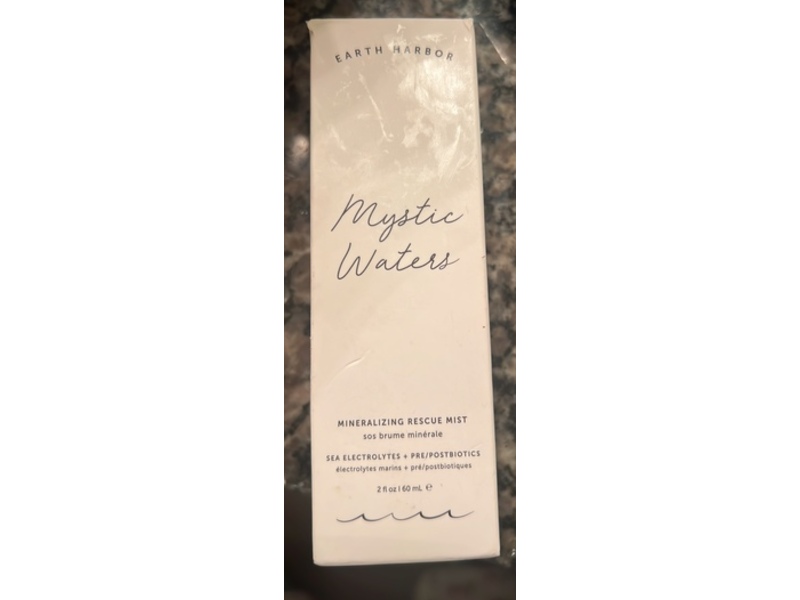 EARTH HARBOR
Mystic
Waters
MINERALIZING RESCUE MIST
sos brume minérale
SEA ELECTROLYTES + PRE/POSTBIOTICS
électrolytes marins + pré/postbiotiques
2 fl oz | 60 mL ℮